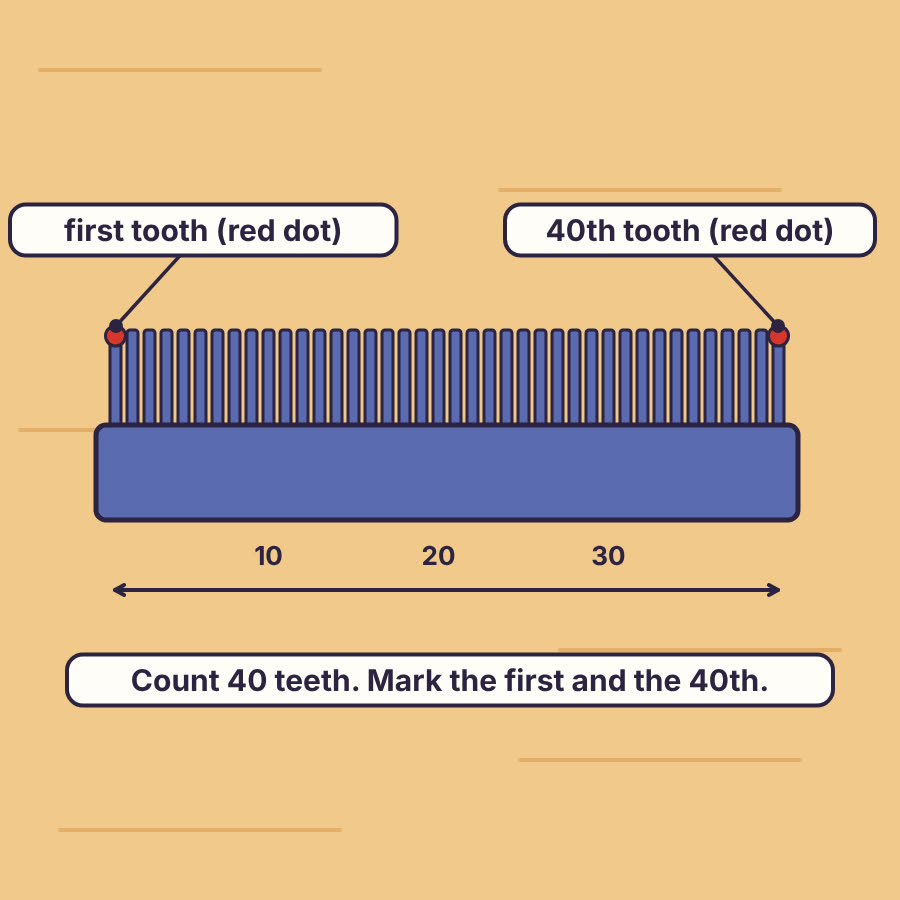 first tooth (red dot)
40th tooth (red dot)
10 20 30
Count 40 teeth. Mark the first and the 40th.